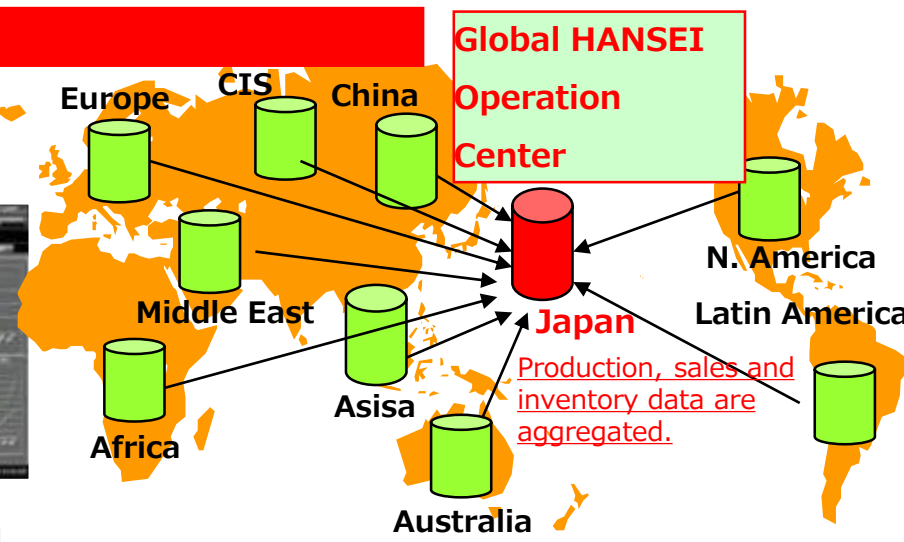 Global HANSEI
Operation
Center
Europe
CIS
China
N. America
Middle East
Japan
Latin America
Production, sales and
inventory data are
aggregated.
Asisa
Africa
Australia